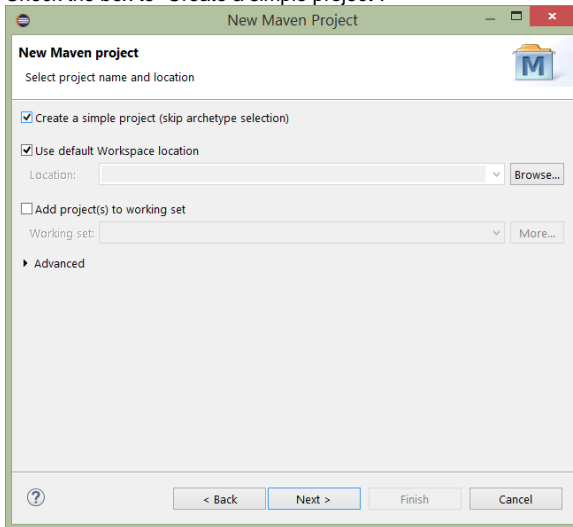 Check the box to "Create a simple project".
New Maven Project
New Maven project
Select project name and location
M
Create a simple project (skip archetype selection)
Use default Workspace location
Location:
Browse...
Add project(s) to working set
Working set:
More...
Advanced
?
< Back
Next >
Finish
Cancel